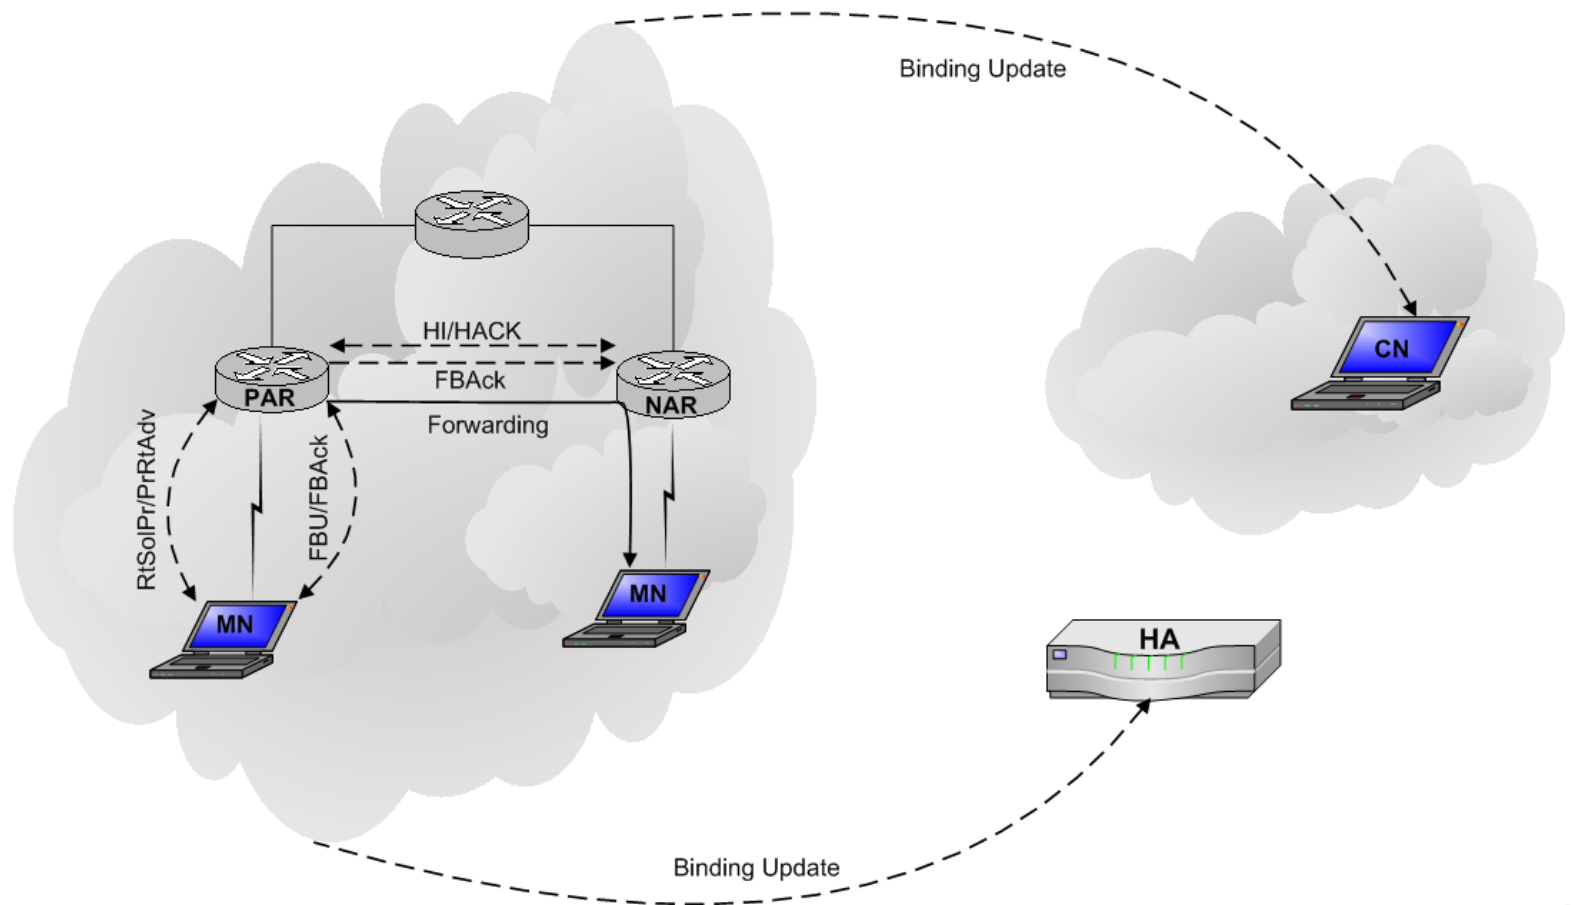 Binding Update
HI/HACK
FBAck
Forwarding
PAR
NAR
CN
RtSolPr/PrRtAdv
FBU/FBAck
MN
MN
HA
Binding Update